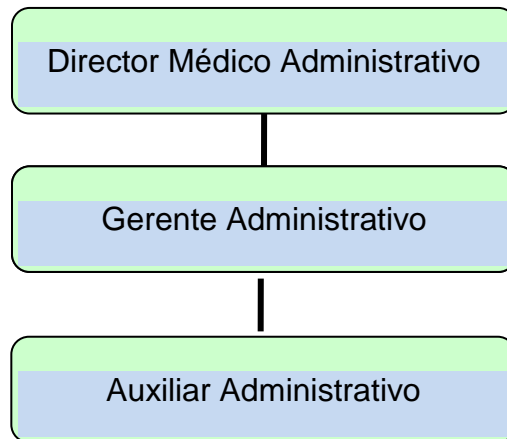 Director Médico Administrativo
Gerente Administrativo
Auxiliar Administrativo